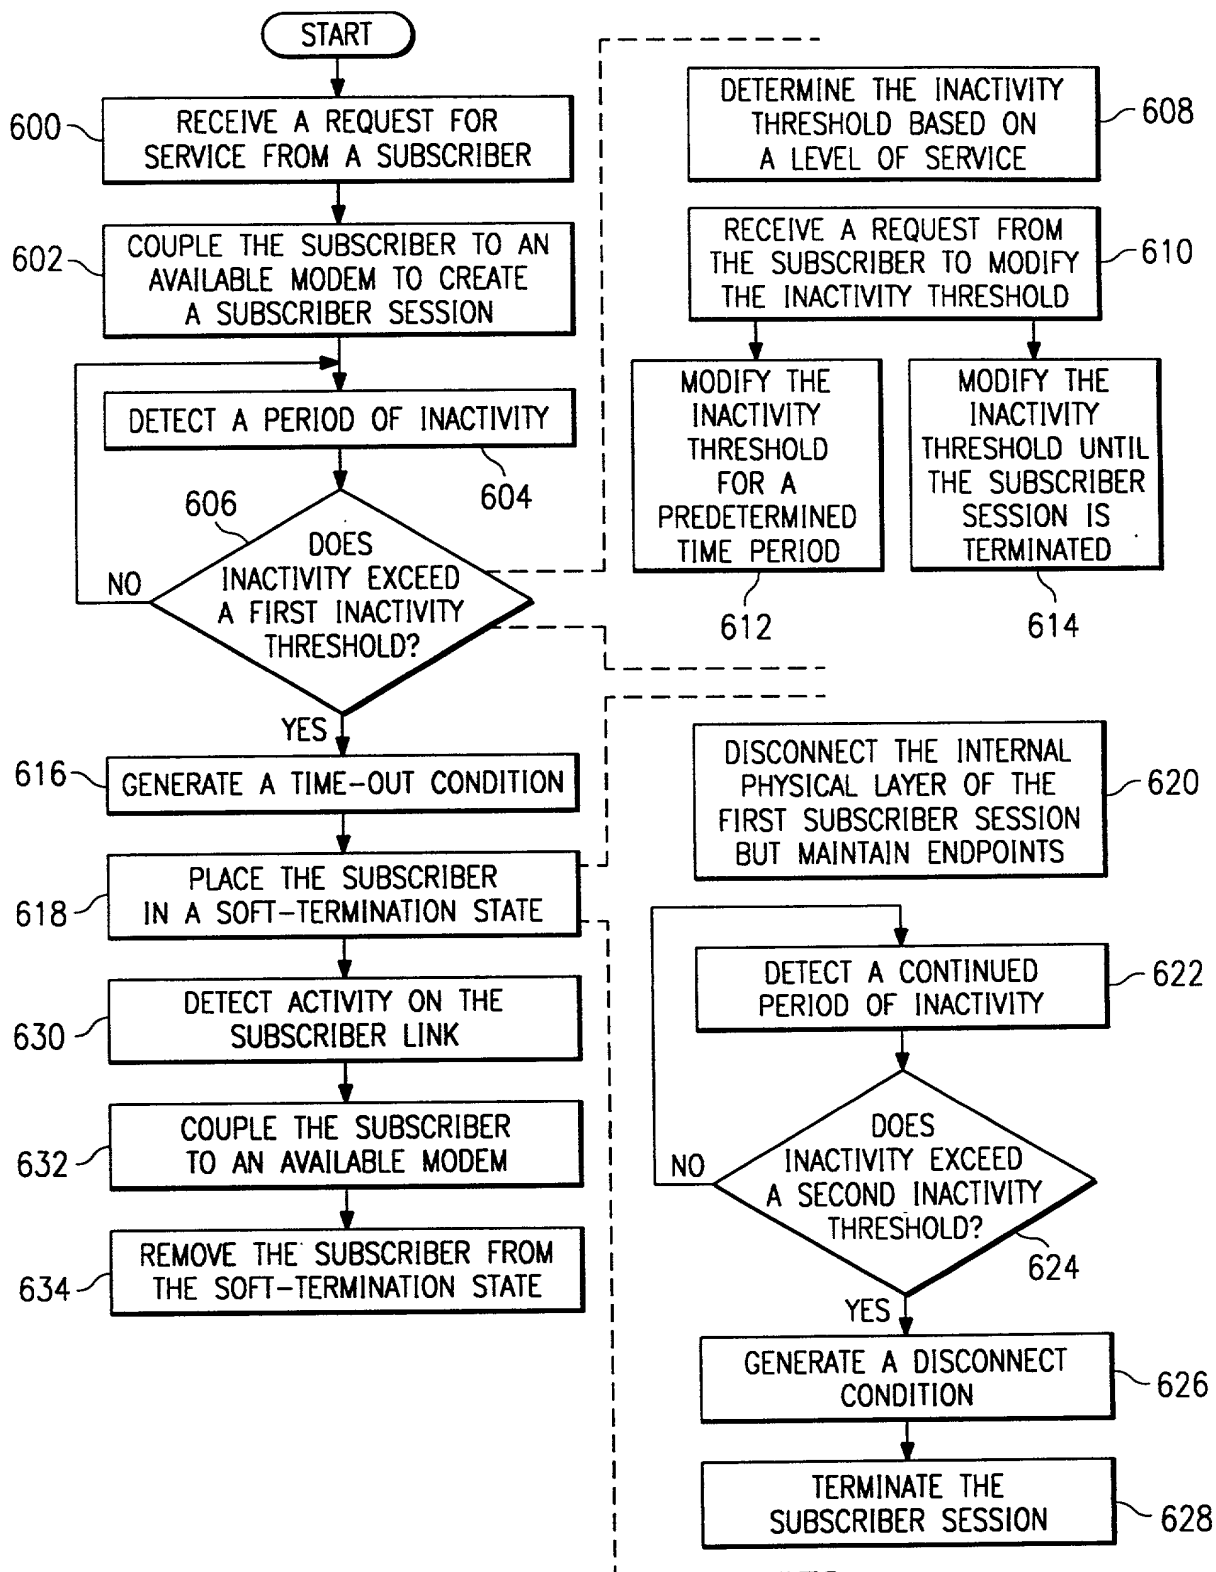 START
600
RECEIVE A REQUEST FOR
SERVICE FROM A SUBSCRIBER
602
COUPLE THE SUBSCRIBER TO AN
AVAILABLE MODEM TO CREATE
A SUBSCRIBER SESSION
DETECT A PERIOD OF INACTIVITY
604
606
DOES
INACTIVITY EXCEED
A FIRST INACTIVITY
THRESHOLD?
NO
YES
DETERMINE THE INACTIVITY
THRESHOLD BASED ON
A LEVEL OF SERVICE
608
RECEIVE A REQUEST FROM
THE SUBSCRIBER TO MODIFY
THE INACTIVITY THRESHOLD
610
MODIFY THE
INACTIVITY
THRESHOLD
FOR A
PREDETERMINED
TIME PERIOD
612
MODIFY THE
INACTIVITY
THRESHOLD UNTIL
THE SUBSCRIBER
SESSION IS
TERMINATED
614
616
GENERATE A TIME-OUT CONDITION
618
PLACE THE SUBSCRIBER
IN A SOFT-TERMINATION STATE
630
DETECT ACTIVITY ON THE
SUBSCRIBER LINK
632
COUPLE THE SUBSCRIBER
TO AN AVAILABLE MODEM
634
REMOVE THE SUBSCRIBER FROM
THE SOFT-TERMINATION STATE
DISCONNECT THE INTERNAL
PHYSICAL LAYER OF THE
FIRST SUBSCRIBER SESSION
BUT MAINTAIN ENDPOINTS
620
DETECT A CONTINUED
PERIOD OF INACTIVITY
622
DOES
INACTIVITY EXCEED
A SECOND INACTIVITY
THRESHOLD?
624
NO
YES
GENERATE A DISCONNECT
CONDITION
626
TERMINATE THE
SUBSCRIBER SESSION
628